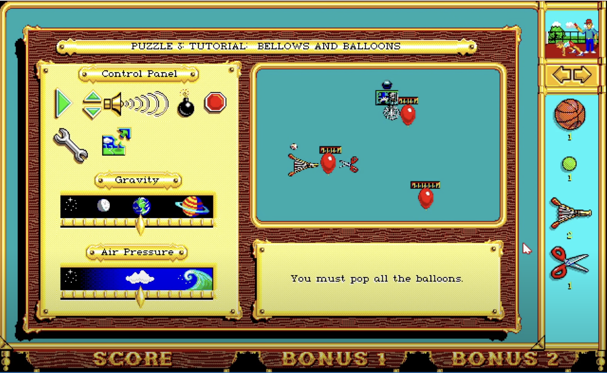 PUZZLE 3: TUTORIAL: BELLOWS AND BALLOONS
Control Panel
Gravity
Air Pressure
You must pop all the balloons.
1
1
1
SCORE
BONUS 1
BONUS 2